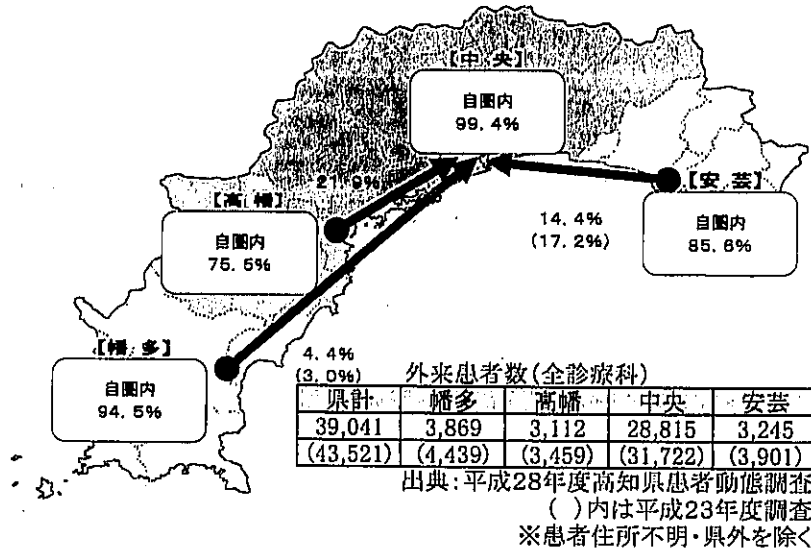 【中央】
自圏内
99.4%
21.9%
【高幡】
自圏内
75.5%
【安芸】
自圏内
85.6%
14.4%
(17.2%)
【幡多】
自圏内
94.5%
4.4%
(3.0%)
外来患者数(全診療科)
県計 幡多 高幡 中央 安芸
39,041 3,869 3,112 28,815 3,245
(43,521) (4,439) (3,459) (31,722) (3,901)
出典:平成28年度高知県患者動態調査
( )内は平成23年度調査
※患者住所不明・県外を除く